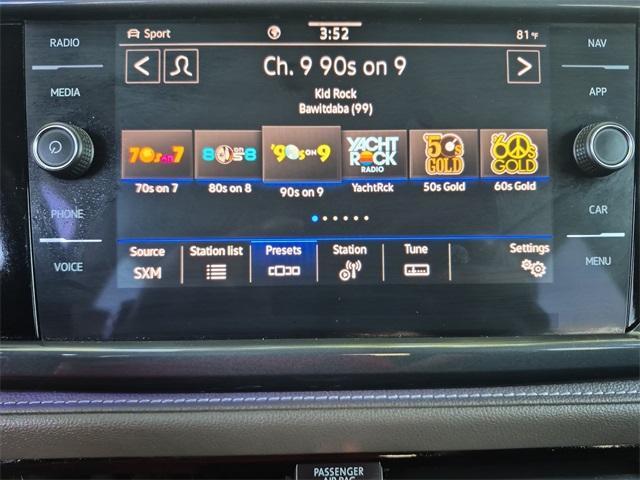 RADIO
MEDIA
PHONE
VOICE
Sport
3:52
81 °F
Ch. 9 90s on 9
Kid Rock
Bawitdaba (99)
70s on 7
80s on 8
'90s ON 9
YACHT
ROCK
RADIO
50s
GOLD
60s
GOLD
70s on 7
80s on 8
90s on 9
YachtRck
50s Gold
60s Gold
Source
SXM
Station list
Presets
Station
Tune
Settings
NAV
APP
CAR
MENU
PASSENGER
AIR BAG